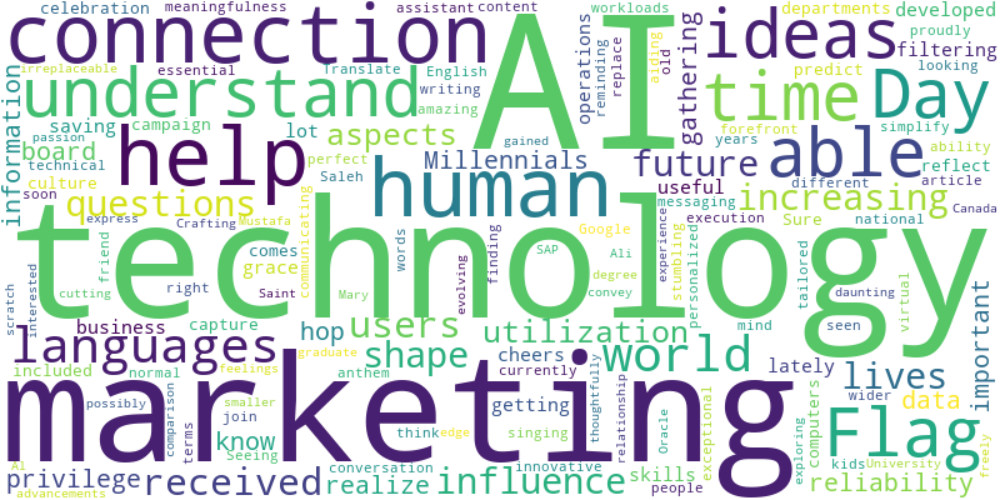 celebration
meaningfulness
assistant
content
workloads
departments
developed
connection
AI
ideas
proudly
filtering
irreplaceable
essential
Translate
English
operations
reminding
replace
aiding
old
gathering
predict
looking
information
understand
writing
amazing
time
Day
saving
campaign
lot
aspects
gained
forefront
simplify
passion
board
technical
help
perfect
Millennials
future
years
able
ability
reflect
culture
Saleh
human
useful
different
article
soon
questions
communicating
messaging
increasing
express
Crafting
Mustafa
words
finding
SAP
Google
Ali
experience
stumbling
personalized
execution
Sure
national
Canada
technology
friend
comes
grace
right
Saint
Mary
evolving
degree
convey
tailored
daunting
virtual
scratch
interested
cutting
business
capture
hop
users
utilization
mind
seen
important
languages
graduate
shape
cheers
world
lately
wider
lives
included
normal
feelings
anthem
currently
data
marketing
possibly
comparison
smaller
getting
thoughtfully
relationship
Oracle
exceptional
exploring
computers
Flag
terms
join
know
Seeing
think
edge
singing
kids
University
freely
AI
advancements
privilege
received
conversation
realize
innovative
influence
skills
people
reliability